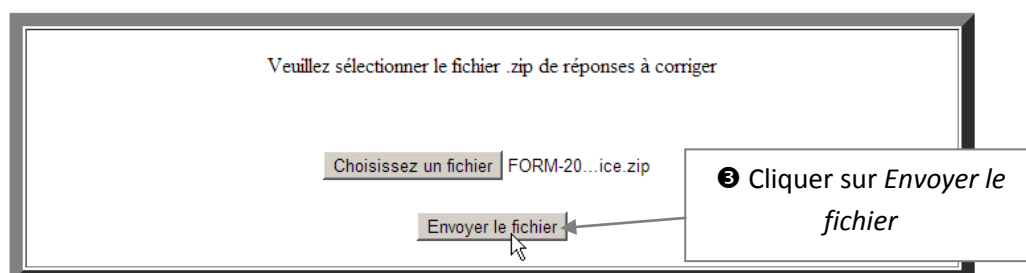 Veuillez sélectionner le fichier .zip de réponses à corriger
Choisissez un fichier FORM-20...ice.zip
❸ Cliquer sur Envoyer le
fichier
Envoyer le fichier